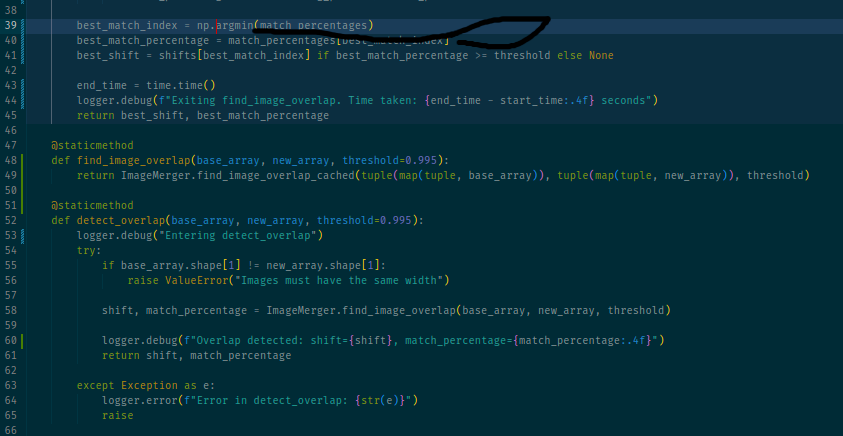 38
39 best_match_index = np.argmin(match_percentages)
40 best_match_percentage = match_percentages[best_match_index]
41 best_shift = shifts[best_match_index] if best_match_percentage >= threshold else None
42
43 end_time = time.time()
44 logger.debug(f"Exiting find_image_overlap. Time taken: {end_time - start_time:.4f} seconds")
45 return best_shift, best_match_percentage
46
47 @staticmethod
48 def find_image_overlap(base_array, new_array, threshold=0.995):
49 return ImageMerger.find_image_overlap_cached(tuple(map(tuple, base_array)), tuple(map(tuple, new_array)), threshold)
50
51 @staticmethod
52 def detect_overlap(base_array, new_array, threshold=0.995):
53 logger.debug("Entering detect_overlap")
54 try:
55 if base_array.shape[1] != new_array.shape[1]:
56 raise ValueError("Images must have the same width")
57
58 shift, match_percentage = ImageMerger.find_image_overlap(base_array, new_array, threshold)
59
60 logger.debug(f"Overlap detected: shift={shift}, match_percentage={match_percentage:.4f}")
61 return shift, match_percentage
62
63 except Exception as e:
64 logger.error(f"Error in detect_overlap: {str(e)}")
65 raise
66